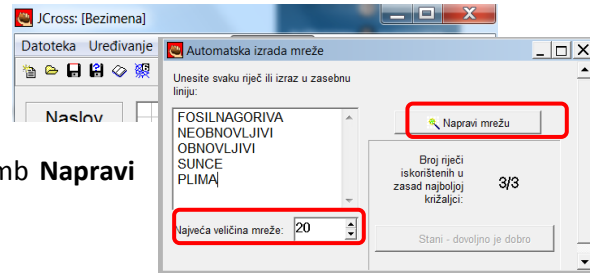 JCross: [Bezimena]
Datoteka Uređivanje
Automatska izrada mreže
Unesite svaku riječ ili izraz u zasebnu
liniju:
Naslov
FOSILNAGORIVA
NEOBNOVLJIVI
OBNOVLJIVI
SUNCE
PLIMA
Napravi mrežu
Broj riječi
iskorištenih u
zasad najboljoj
križaljci:
3/3
Najveća veličina mreže: 20
Stani - dovoljno je dobro
Napravi